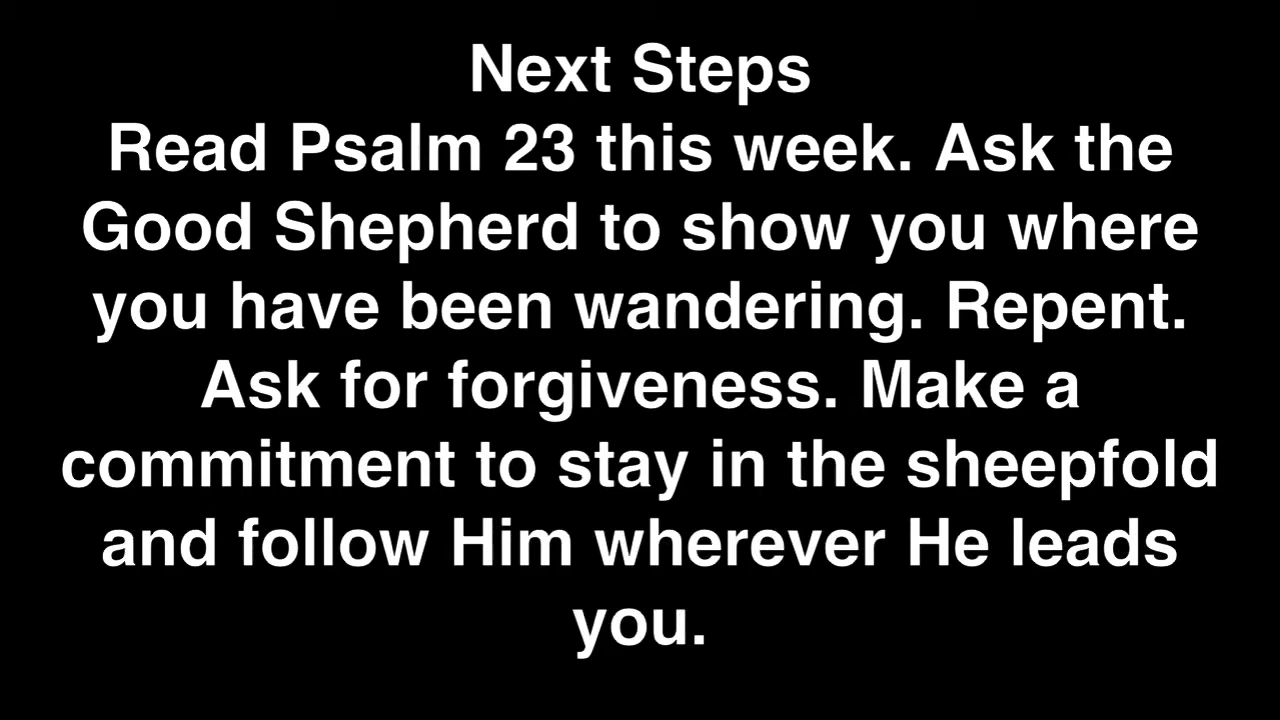 Next Steps
Read Psalm 23 this week. Ask the
Good Shepherd to show you where
you have been wandering. Repent.
Ask for forgiveness. Make a
commitment to stay in the sheepfold
and follow Him wherever He leads
you.